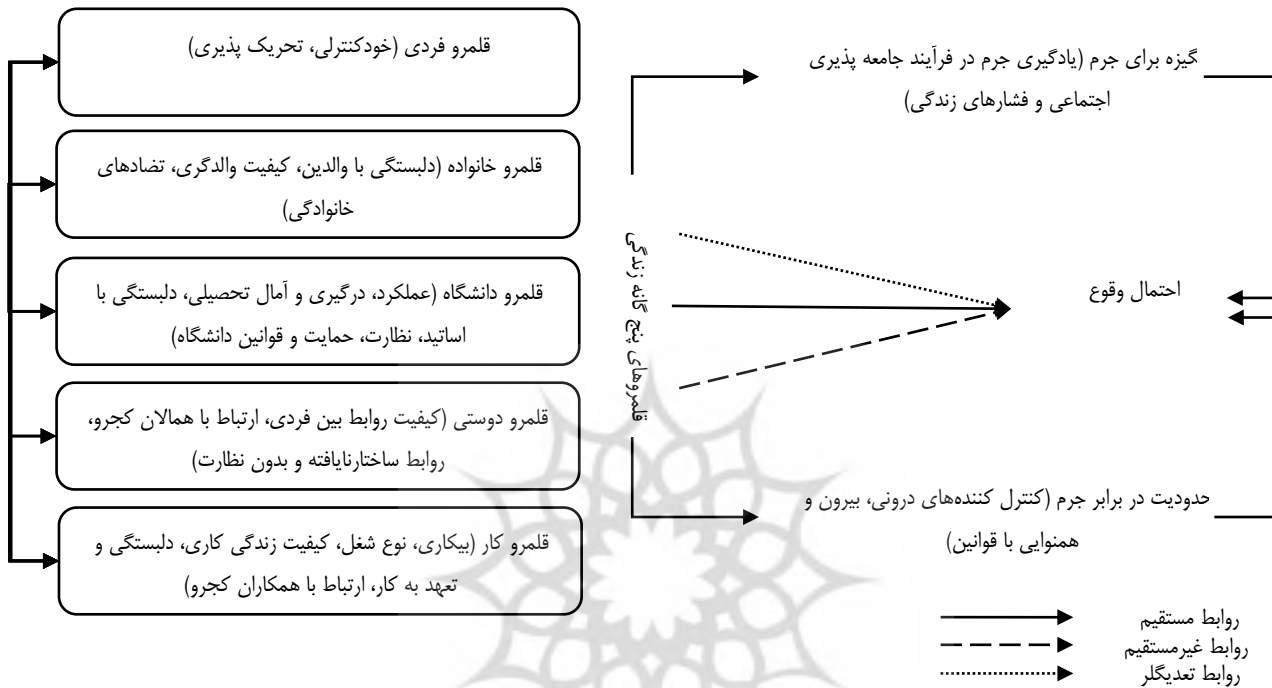 قلمرو فردی (خودکنترلی، تحریک پذیری)
قلمرو خانواده (دلبستگی با والدین، کیفیت والدگری، تضادهای
خانوادگی)
قلمرو دانشگاه (عملکرد، درگیری و آمال تحصیلی، دلبستگی با
اساتید، نظارت، حمایت و قوانین دانشگاه)
قلمرو دوستی (کیفیت روابط بین فردی، ارتباط با همالان کجرو،
روابط ساختارنایافته و بدون نظارت)
قلمرو کار (بیکاری، نوع شغل، کیفیت زندگی کاری، دلبستگی و
تعهد به کار، ارتباط با همکاران کجرو)
قلمروهای پنج گانه زندگی
گیزه برای جرم (یادگیری جرم در فرآیند جامعه پذیری
اجتماعی و فشارهای زندگی)
احتمال وقوع
حدودیت در برابر جرم (کنترل کننده‌های درونی، بیرون و
همنوایی با قوانین)
روابط مستقیم
روابط غیرمستقیم
روابط تعدیگلر